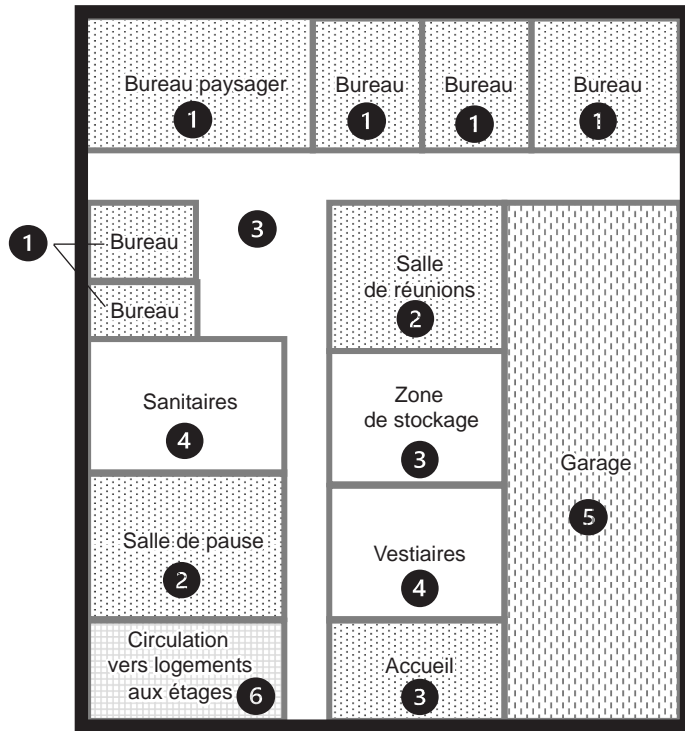 Bureau paysager
1
Bureau
1
Bureau
1
Bureau
1
3
1
Bureau
Bureau
Salle
de réunions
2
Sanitaires
4
Zone
de stockage
3
Garage
5
Salle de pause
2
Vestiaires
4
Circulation
vers logements
aux étages
6
Accueil
3